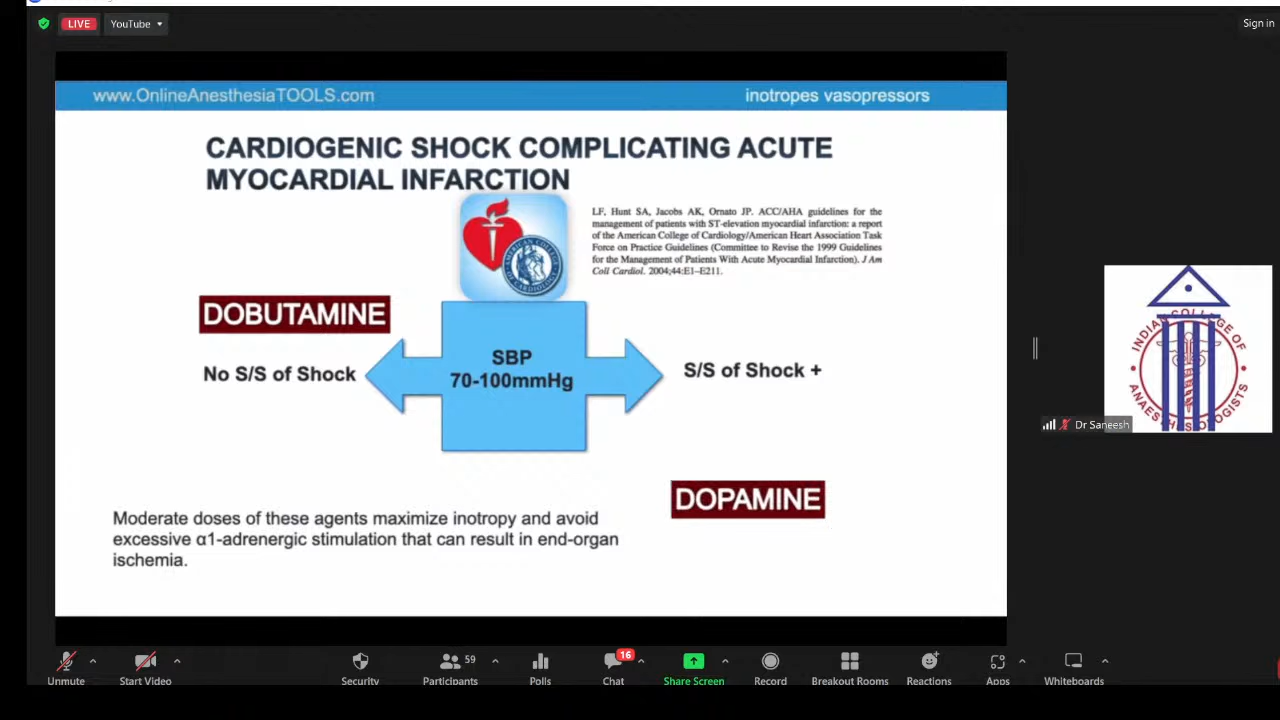 LIVE
YouTube
Sign in
www.OnlineAnesthesiaTOOLS.com
inotropes vasopressors
CARDIOGENIC SHOCK COMPLICATING ACUTE
MYOCARDIAL INFARCTION
LF, Hunt SA, Jacobs AK, Ornato JP. ACC/AHA guidelines for the
management of patients with ST-elevation myocardial infarction: a report
of the American College of Cardiology/American Heart Association Task
Force on Practice Guidelines (Committee to Revise the 1999 Guidelines
for the Management of Patients With Acute Myocardial Infarction). J Am
Coll Cardiol. 2004;44:E1–E211.
DOBUTAMINE
No S/S of Shock
SBP
70-100mmHg
S/S of Shock +
DOPAMINE
Moderate doses of these agents maximize inotropy and avoid
excessive α1-adrenergic stimulation that can result in end-organ
ischemia.
INDIAN COLLEGE OF
ANAESTHESIOLOGISTS
Dr Saneesh
Unmute
Start Video
Security
59
Participants
Polls
16
Chat
Share Screen
Record
Breakout Rooms
Reactions
Apps
Whiteboards